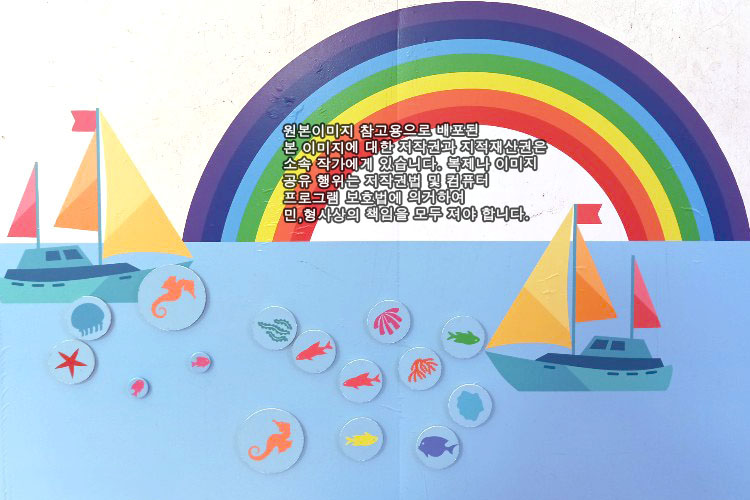 원본이미지 참고용으로 배포된
본 이미지에 대한 저작권과 지적재산권은
소속 작가에게 있습니다. 복제나 이미지
공유 행위는 저작권법 및 컴퓨터
프로그램 보호법에 의거하여
민,형사상의 책임을 모두 져야 합니다.